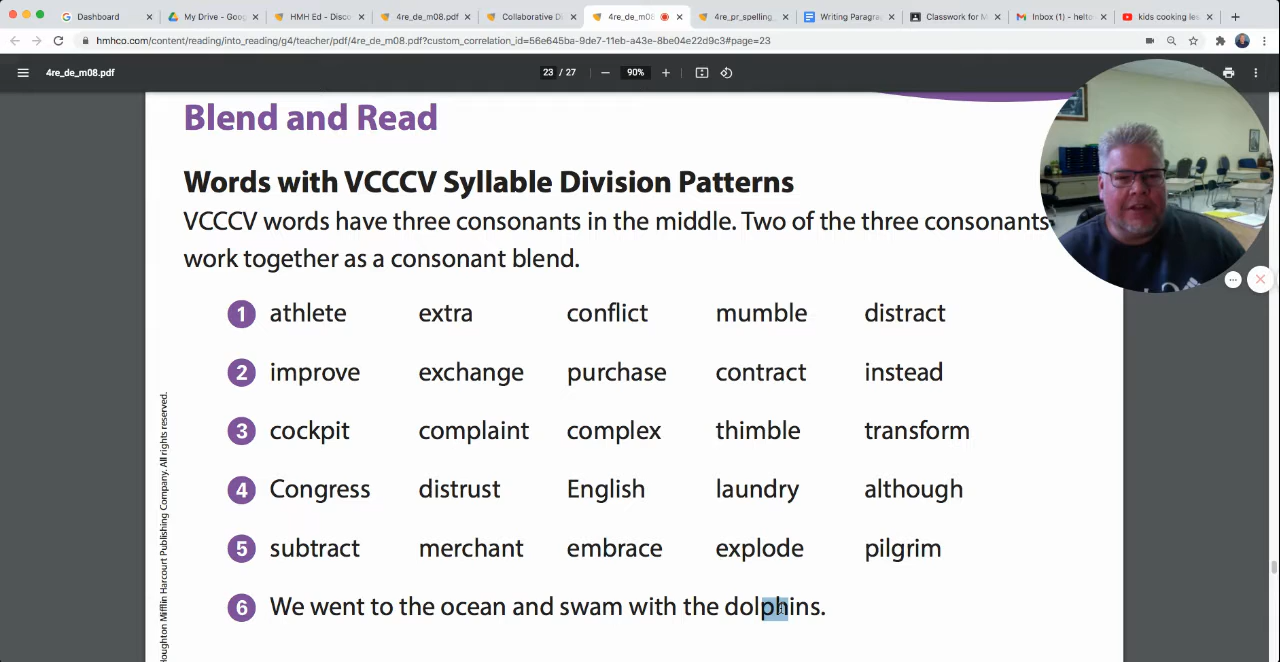 Dashboard
My Drive - Goog
HMH Ed - Disco
4re_de_m08.pdf
Collaborative D
4re_de_m08
4re_pr_spelling
Writing Paragra
Classwork for M
Inbox (1) - helto
kids cooking les
hmhco.com/content/reading/into_reading/g4/teacher/pdf/4re_de_m08.pdf?custom_correlation_id=56e645ba-9de7-11eb-a43e-8be04e22d9c3#page=23
4re_de_m08.pdf
23 / 27
90%
Blend and Read
Words with VCCCV Syllable Division Patterns
VCCCV words have three consonants in the middle. Two of the three consonants
work together as a consonant blend.
1 athlete extra conflict mumble distract
2 improve exchange purchase contract instead
3 cockpit complaint complex thimble transform
4 Congress distrust English laundry although
5 subtract merchant embrace explode pilgrim
6 We went to the ocean and swam with the dolphins.
Houghton Mifflin Harcourt Publishing Company. All rights reserved.